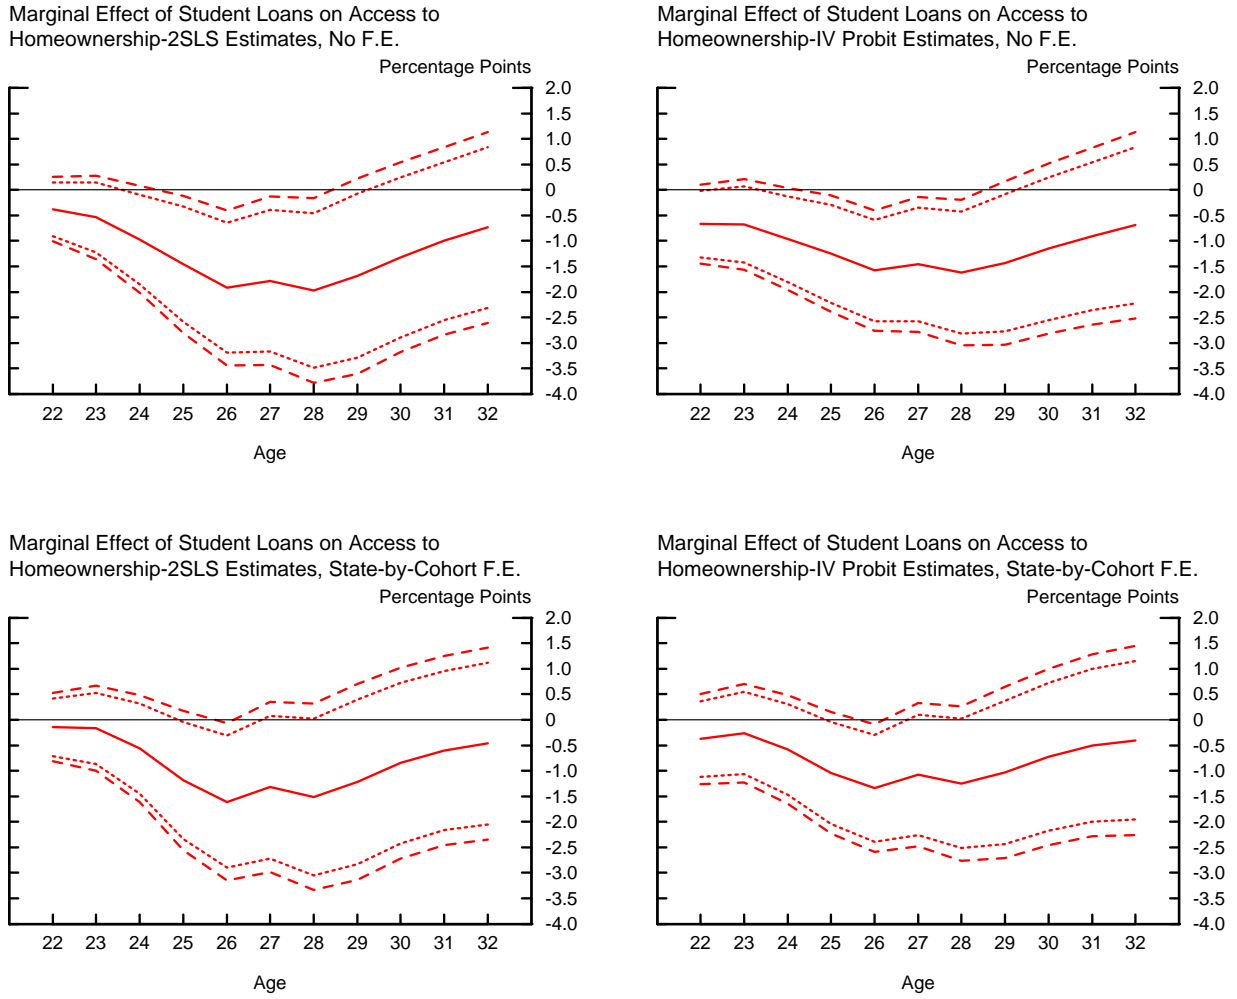 Marginal Effect of Student Loans on Access to
Homeownership-2SLS Estimates, No F.E.
Percentage Points
2.0
1.5
1.0
0.5
0
-0.5
-1.0
-1.5
-2.0
-2.5
-3.0
-3.5
-4.0
22 23 24 25 26 27 28 29 30 31 32
Age
Marginal Effect of Student Loans on Access to
Homeownership-IV Probit Estimates, No F.E.
Percentage Points
2.0
1.5
1.0
0.5
0
-0.5
-1.0
-1.5
-2.0
-2.5
-3.0
-3.5
-4.0
22 23 24 25 26 27 28 29 30 31 32
Age
Marginal Effect of Student Loans on Access to
Homeownership-2SLS Estimates, State-by-Cohort F.E.
Percentage Points
2.0
1.5
1.0
0.5
0
-0.5
-1.0
-1.5
-2.0
-2.5
-3.0
-3.5
-4.0
22 23 24 25 26 27 28 29 30 31 32
Age
Marginal Effect of Student Loans on Access to
Homeownership-IV Probit Estimates, State-by-Cohort F.E.
Percentage Points
2.0
1.5
1.0
0.5
0
-0.5
-1.0
-1.5
-2.0
-2.5
-3.0
-3.5
-4.0
22 23 24 25 26 27 28 29 30 31 32
Age